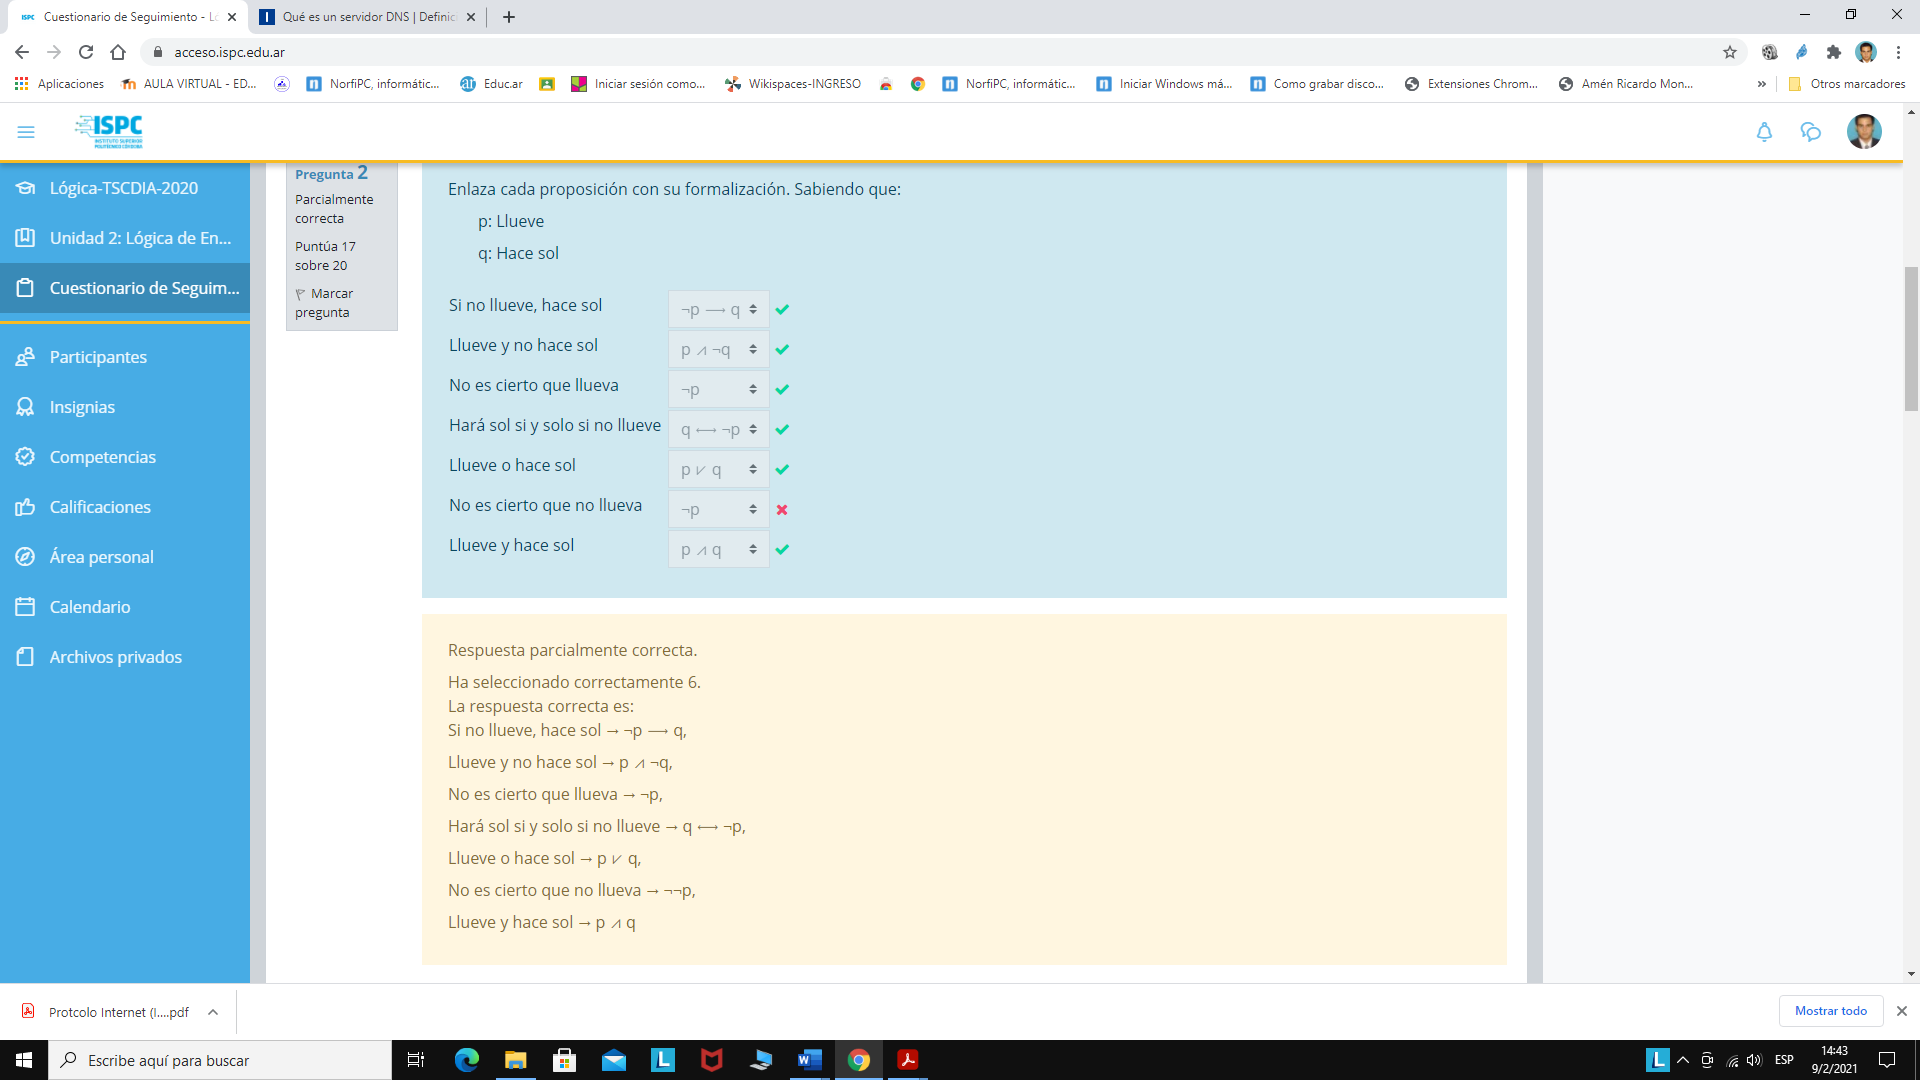 Cuestionario de Seguimiento - Lo
Qué es un servidor DNS | Definic
acceso.ispc.edu.ar
Aplicaciones
AULA VIRTUAL - ED...
NorfiPC, informátic...
Educ.ar
Iniciar sesión como...
Wikispaces-INGRESO
NorfiPC, informátic...
Iniciar Windows má...
Como grabar disco...
Extensiones Chrom...
Amén Ricardo Mon...
»
Otros marcadores
ISPC
INSTITUTO SUPERIOR
POLITÉCNICO CÓRDOBA
Lógica-TSCDIA-2020
Unidad 2: Lógica de En...
Cuestionario de Seguim...
Participantes
Insignias
Competencias
Calificaciones
Área personal
Calendario
Archivos privados
Pregunta 2
Parcialmente
correcta
Puntúa 17
sobre 20
Marcar
pregunta
Enlaza cada proposición con su formalización. Sabiendo que:
p: Llueve
q: Hace sol
Si no llueve, hace sol ¬p ⟶ q
Llueve y no hace sol p ∧ ¬q
No es cierto que llueva ¬p
Hará sol si y solo si no llueve q ⟷ ¬p
Llueve o hace sol p ∨ q
No es cierto que no llueva ¬p
Llueve y hace sol p ∧ q
Respuesta parcialmente correcta.
Ha seleccionado correctamente 6.
La respuesta correcta es:
Si no llueve, hace sol → ¬p ⟶ q,
Llueve y no hace sol → p ∧ ¬q,
No es cierto que llueva → ¬p,
Hará sol si y solo si no llueve → q ⟷ ¬p,
Llueve o hace sol → p ∨ q,
No es cierto que no llueva → ¬¬p,
Llueve y hace sol → p ∧ q
Protcolo Internet (I....pdf
Mostrar todo
Escribe aquí para buscar
ESP
14:43
9/2/2021